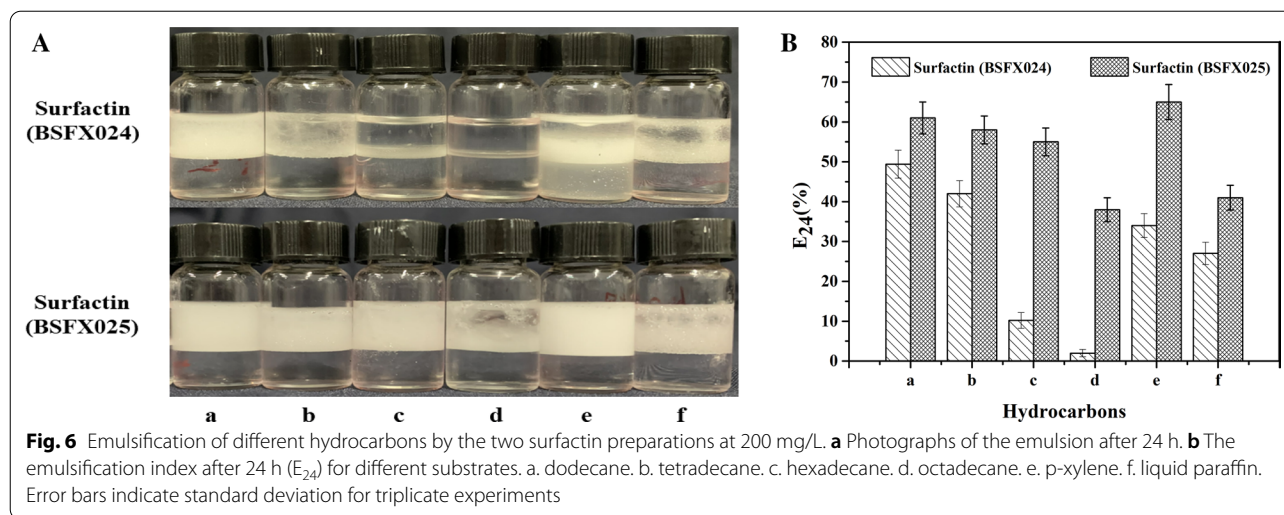 A
Surfactin
(BSFX024)
Surfactin
(BSFX025)
a b c d e f
B
80
70
60
50
40
30
20
10
0
E24(%)
Surfactin (BSFX024) Surfactin (BSFX025)
a b c d e f
Hydrocarbons
Fig. 6 Emulsification of different hydrocarbons by the two surfactin preparations at 200 mg/L. a Photographs of the emulsion after 24 h. b The
emulsification index after 24 h (E24) for different substrates. a. dodecane. b. tetradecane. c. hexadecane. d. octadecane. e. p-xylene. f. liquid paraffin.
Error bars indicate standard deviation for triplicate experiments